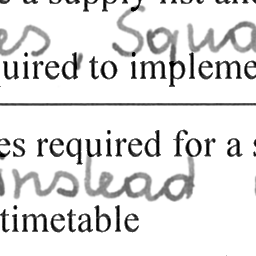 e a supply list and
es, Squa
quired to impleme
es required for a s
instead
timetable